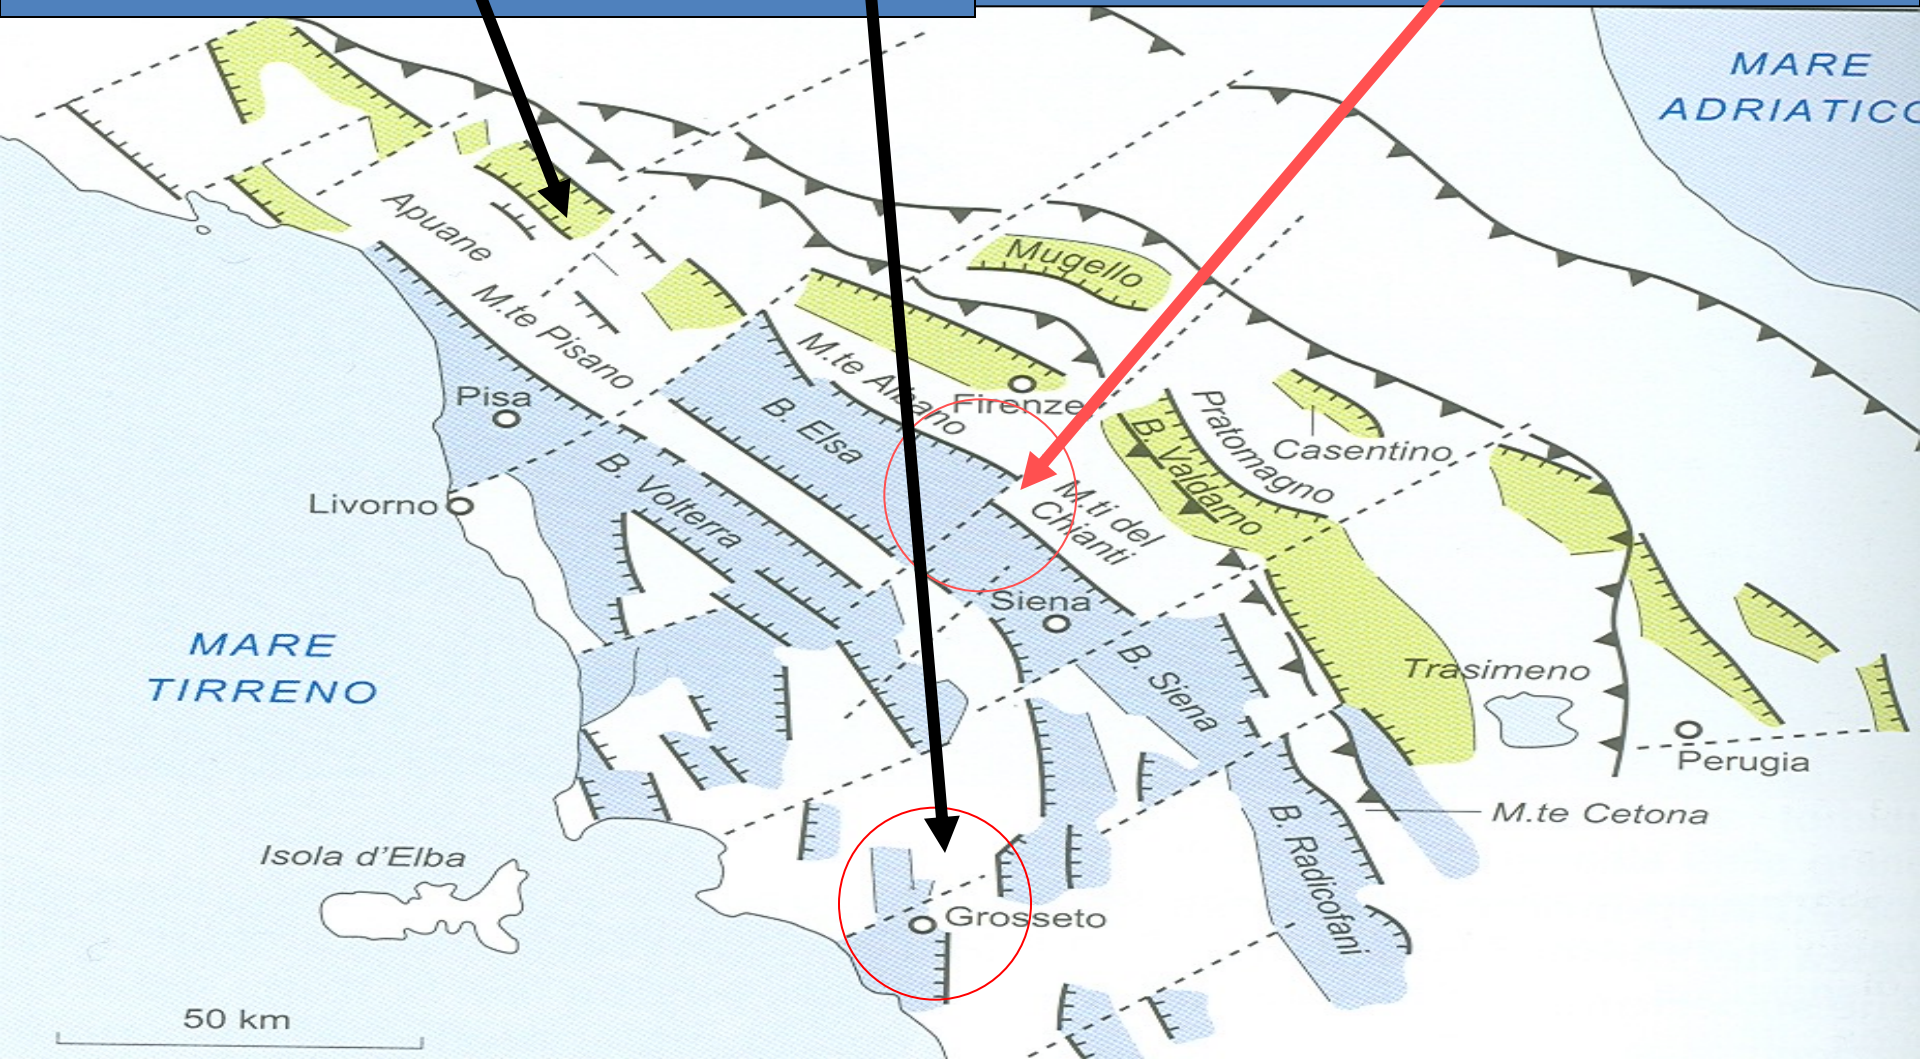 MARE
ADRIATICO
Apuane
Mugello
M.te Pisano
M.te Albano
Firenze
Pisa
B. Elsa
B. Valdarno
Pratomagno
Casentino
B. Volterra
Livorno
M.ti del
Chianti
Siena
MARE
TIRRENO
B. Siena
Trasimeno
Perugia
M.te Cetona
Isola d'Elba
B. Radicofani
Grosseto
50 km